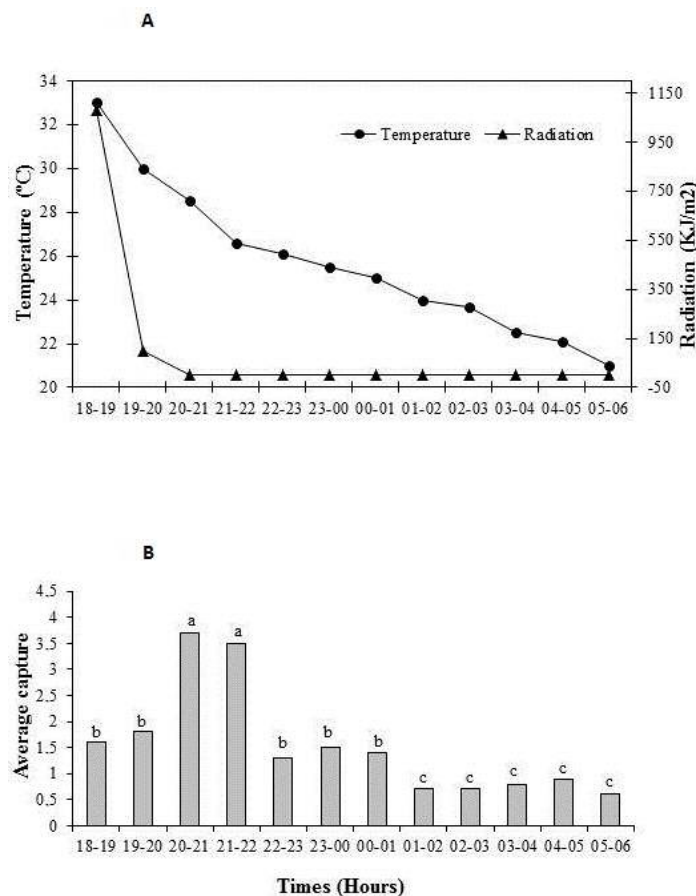 A
34
32
30
28
26
24
22
20
Temperature (ºC)
Temperature
Radiation
1150
950
750
550
350
150
-50
Radiation (KJ/m2)
18-19 19-20 20-21 21-22 22-23 23-00 00-01 01-02 02-03 03-04 04-05 05-06
B
4.5
4
3.5
3
2.5
2
1.5
1
0.5
0
Average capture
b b a a b b b c c c c c
18-19 19-20 20-21 21-22 22-23 23-00 00-01 01-02 02-03 03-04 04-05 05-06
Times (Hours)